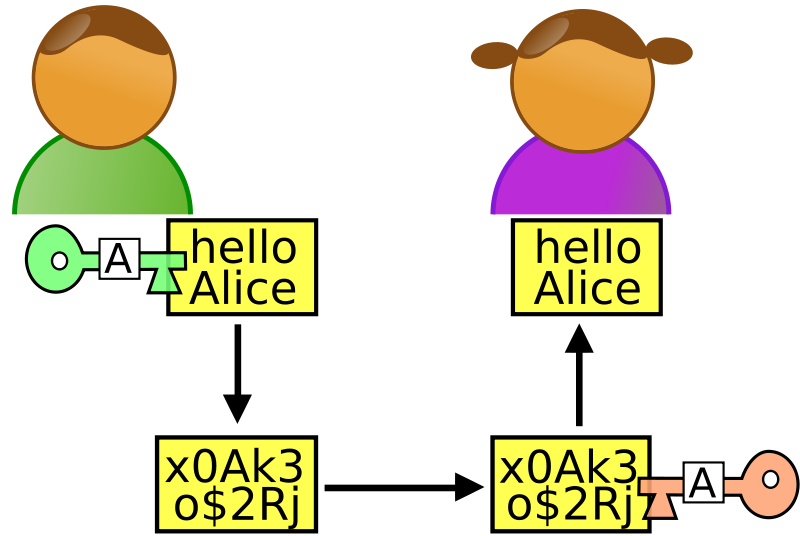 A
hello
Alice
hello
Alice
x0Ak3
o$2Rj
x0Ak3
o$2Rj
A